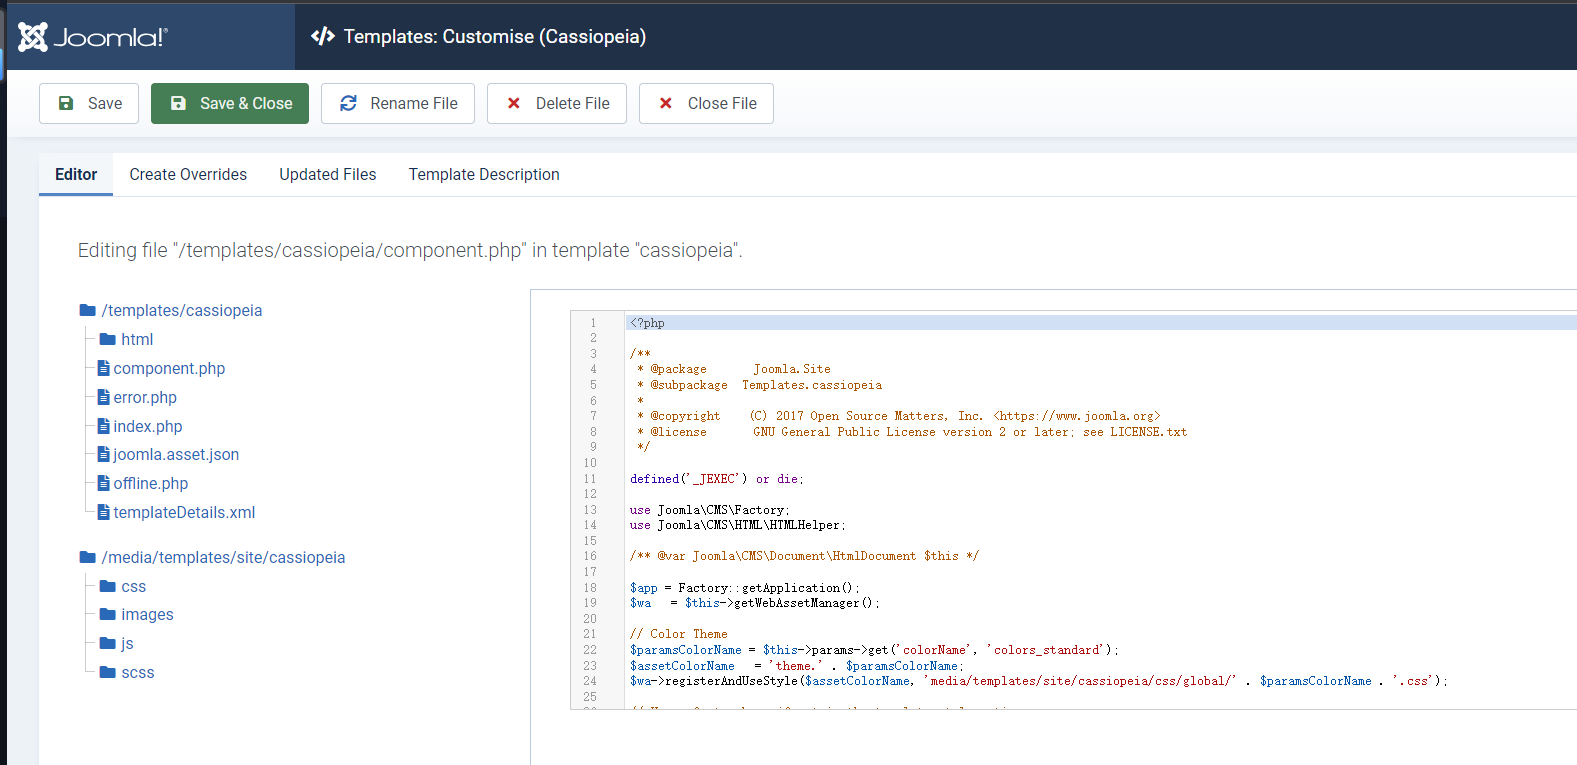 Joomla!®
Templates: Customise (Cassiopeia)
Save
Save & Close
Rename File
Delete File
Close File
Editor
Create Overrides
Updated Files
Template Description
Editing file "/templates/cassiopeia/component.php" in template "cassiopeia".
/templates/cassiopeia
html
component.php
error.php
index.php
joomla.asset.json
offline.php
templateDetails.xml
/media/templates/site/cassiopeia
css
images
js
scss
1 <?php
2
3 /**
4 * @package Joomla.Site
5 * @subpackage Templates.cassiopeia
6 *
7 * @copyright (C) 2017 Open Source Matters, Inc. <https://www.joomla.org>
8 * @license GNU General Public License version 2 or later; see LICENSE.txt
9 */
10
11 defined('_JEXEC') or die;
12
13 use Joomla\CMS\Factory;
14 use Joomla\CMS\HTML\HTMLHelper;
15
16 /** @var Joomla\CMS\Document\HtmlDocument $this */
17
18 $app = Factory::getApplication();
19 $wa = $this->getWebAssetManager();
20
21 // Color Theme
22 $paramsColorName = $this->params->get('colorName', 'colors_standard');
23 $assetColorName = 'theme.' . $paramsColorName;
24 $wa->registerAndUseStyle($assetColorName, 'media/templates/site/cassiopeia/css/global/' . $paramsColorName . '.css');
25